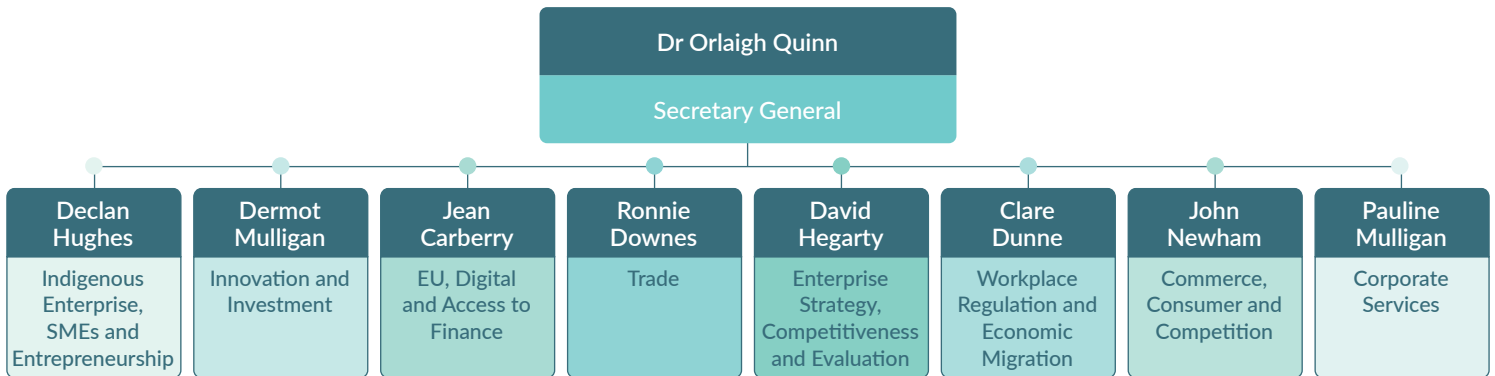 Dr Orlaigh Quinn
Secretary General
Declan
Hughes
Indigenous
Enterprise,
SMEs and
Entrepreneurship
Dermot
Mulligan
Innovation and
Investment
Jean
Carberry
EU, Digital
and Access to
Finance
Ronnie
Downes
Trade
David
Hegarty
Enterprise
Strategy,
Competitiveness
and Evaluation
Clare
Dunne
Workplace
Regulation and
Economic
Migration
John
Newham
Commerce,
Consumer and
Competition
Pauline
Mulligan
Corporate
Services